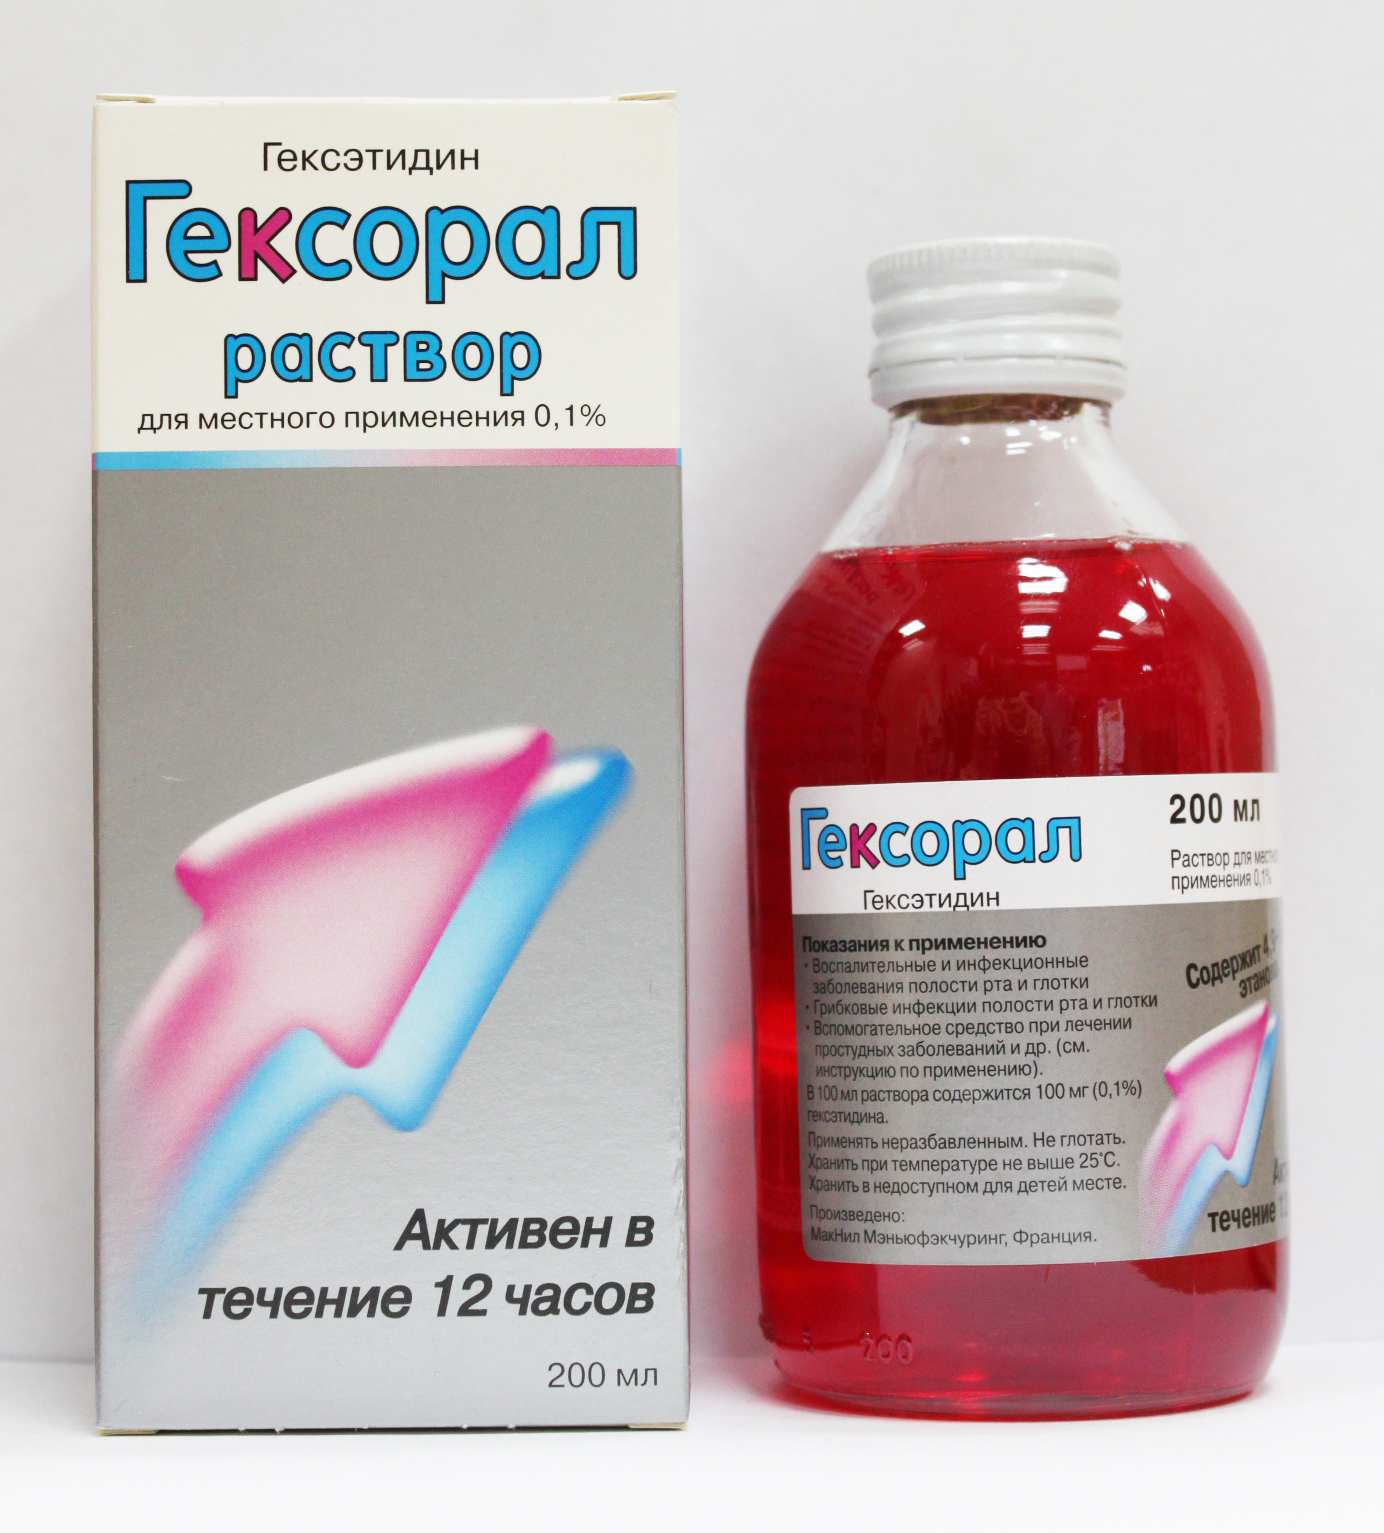 Гексэтидин
Гексорал
раствор
для местного применения 0,1%
Активен в
течение 12 часов
200 мл
Гексорал
Гексэтидин
200 мл
Раствор для местно
применения 0,1%
Показания к применению
• Воспалительные и инфекционные
заболевания полости рта и глотки
• Грибковые инфекции полости рта и глотки
• Вспомогательное средство при лечении
простудных заболеваний и др. (см.
инструкцию по применению).
В 100 мл раствора содержится 100 мг (0,1%)
гексэтидина.
Применять неразбавленным. Не глотать.
Хранить при температуре не выше 25°C.
Хранить в недоступном для детей месте.
Произведено:
МакНил Мэньюфэкчуринг, Франция.
Содержит
течение
200